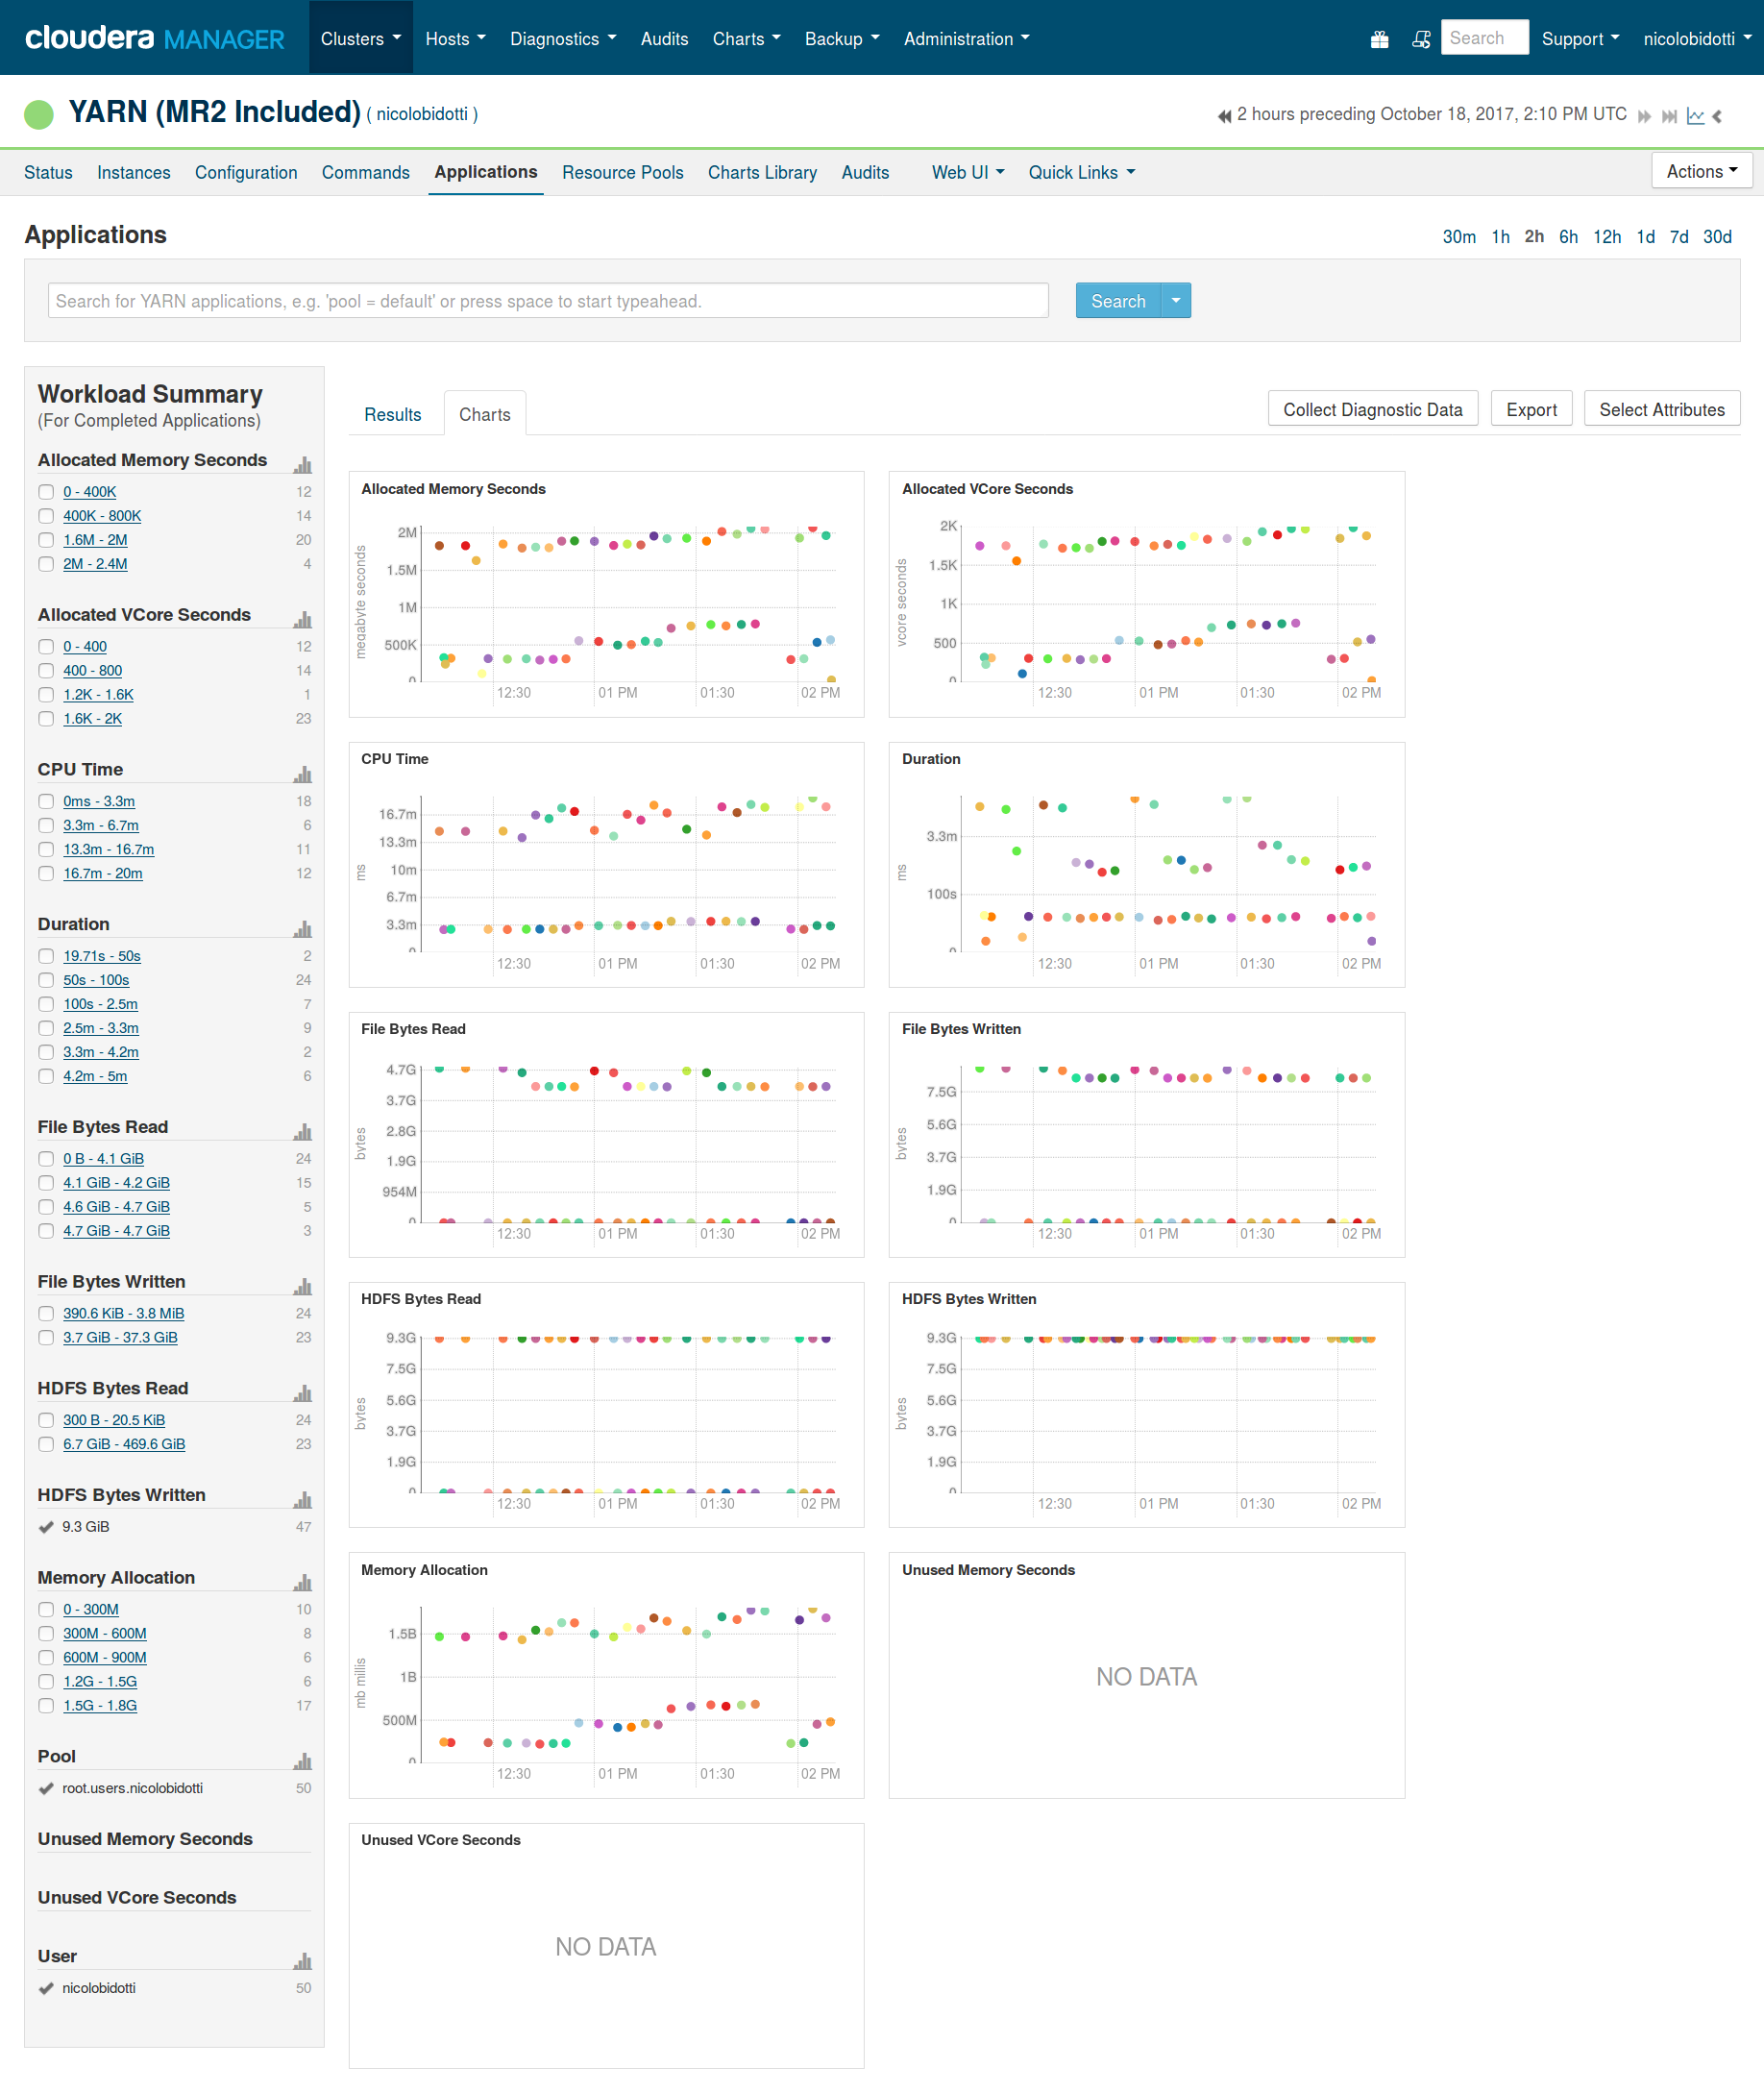 cloudera MANAGER Clusters Hosts Diagnostics Audits Charts Backup Administration Search Support nicolobidotti
YARN (MR2 Included) ( nicolobidotti ) 2 hours preceding October 18, 2017, 2:10 PM UTC
Status Instances Configuration Commands Applications Resource Pools Charts Library Audits Web UI Quick Links Actions
Applications 30m 1h 2h 6h 12h 1d 7d 30d
Search for YARN applications, e.g. 'pool = default' or press space to start typeahead. Search
Workload Summary
(For Completed Applications)
Allocated Memory Seconds
0 - 400K 12
400K - 800K 14
1.6M - 2M 20
2M - 2.4M 4
Allocated VCore Seconds
0 - 400 12
400 - 800 14
1.2K - 1.6K 1
1.6K - 2K 23
CPU Time
0ms - 3.3m 18
3.3m - 6.7m 6
13.3m - 16.7m 11
16.7m - 20m 12
Duration
19.71s - 50s 2
50s - 100s 24
100s - 2.5m 7
2.5m - 3.3m 9
3.3m - 4.2m 2
4.2m - 5m 6
File Bytes Read
0 B - 4.1 GiB 24
4.1 GiB - 4.2 GiB 15
4.6 GiB - 4.7 GiB 5
4.7 GiB - 4.7 GiB 3
File Bytes Written
390.6 KiB - 3.8 MiB 24
3.7 GiB - 37.3 GiB 23
HDFS Bytes Read
300 B - 20.5 KiB 24
6.7 GiB - 469.6 GiB 23
HDFS Bytes Written
9.3 GiB 47
Memory Allocation
0 - 300M 10
300M - 600M 8
600M - 900M 6
1.2G - 1.5G 6
1.5G - 1.8G 17
Pool
root.users.nicolobidotti 50
Unused Memory Seconds
Unused VCore Seconds
User
nicolobidotti 50
Results Charts Collect Diagnostic Data Export Select Attributes
Allocated Memory Seconds
megabyte seconds
2M
1.5M
1M
500K
0
12:30 01 PM 01:30 02 PM
Allocated VCore Seconds
vcore seconds
2K
1.5K
1K
500
0
12:30 01 PM 01:30 02 PM
CPU Time
ms
16.7m
13.3m
10m
6.7m
3.3m
0
12:30 01 PM 01:30 02 PM
Duration
ms
3.3m
100s
0
12:30 01 PM 01:30 02 PM
File Bytes Read
bytes
4.7G
3.7G
2.8G
1.9G
954M
0
12:30 01 PM 01:30 02 PM
File Bytes Written
bytes
7.5G
5.6G
3.7G
1.9G
0
12:30 01 PM 01:30 02 PM
HDFS Bytes Read
bytes
9.3G
7.5G
5.6G
3.7G
1.9G
0
12:30 01 PM 01:30 02 PM
HDFS Bytes Written
bytes
9.3G
7.5G
5.6G
3.7G
1.9G
0
12:30 01 PM 01:30 02 PM
Memory Allocation
mb millis
1.5B
1B
500M
0
12:30 01 PM 01:30 02 PM
Unused Memory Seconds
NO DATA
Unused VCore Seconds
NO DATA